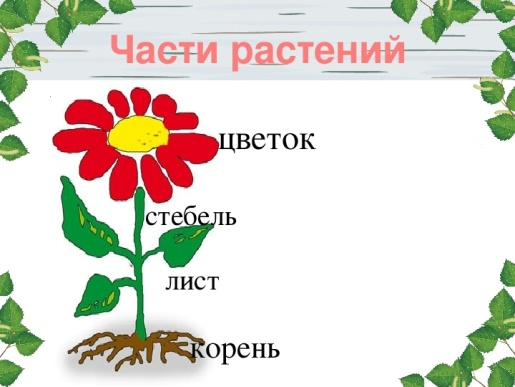 Части растений
цветок
стебель
лист
корень